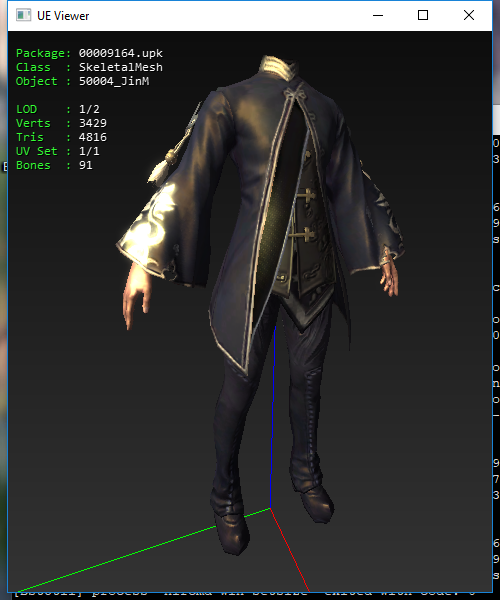 UE Viewer
Package: 00009164.upk
Class  : SkeletalMesh
Object : 50004_JinM
LOD    : 1/2
Verts  : 3429
Tris   : 4816
UV Set : 1/1
Bones  : 91